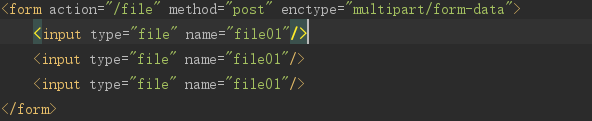 <form action="/file" method="post" enctype="multipart/form-data">
    <input type="file" name="file01"/>
    <input type="file" name="file01"/>
    <input type="file" name="file01"/>
</form>